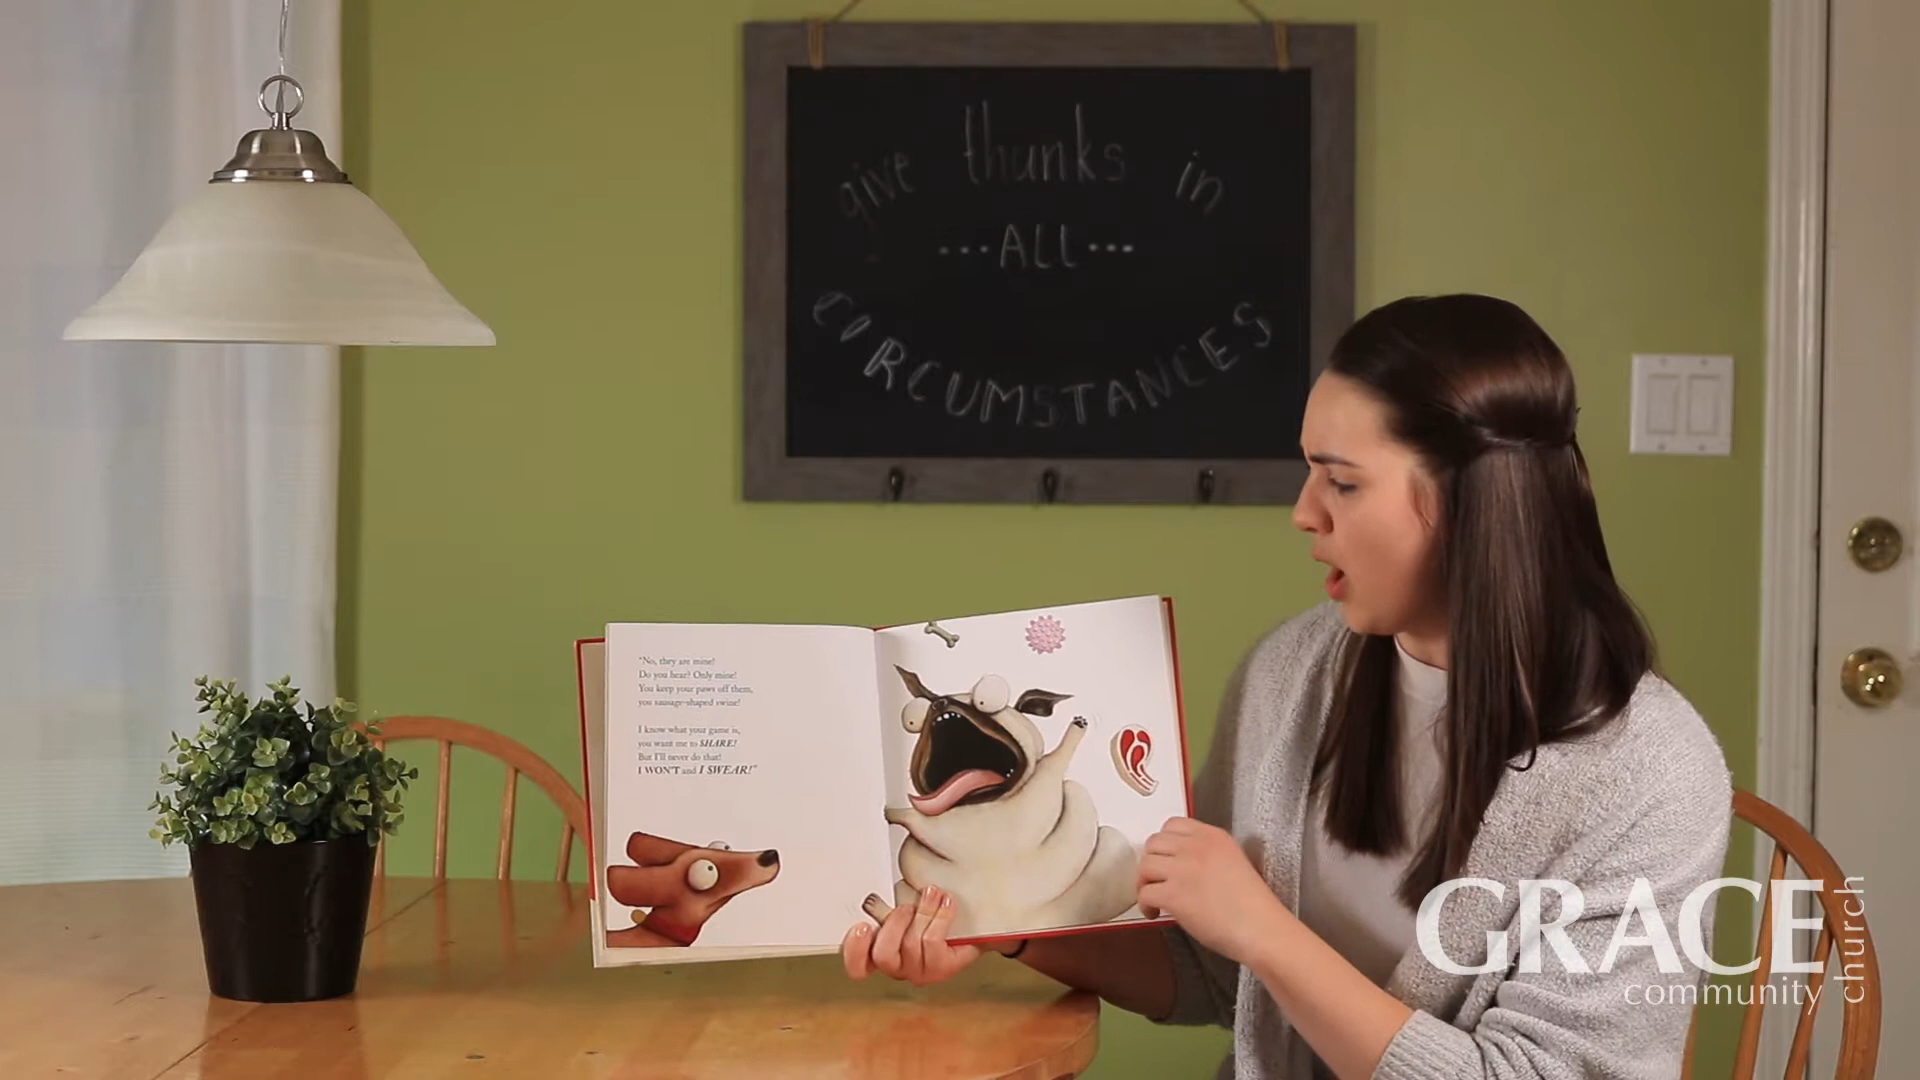 give thanks in
...ALL...
CIRCUMSTANCES
"No, they are mine!
Do you hear? Only mine!
You keep your paws off them,
you sausage-shaped swine!
I know what your game is,
you want me to SHARE!
But I'll never do that!
I WON'T and I SWEAR!"
GRACE
community
church